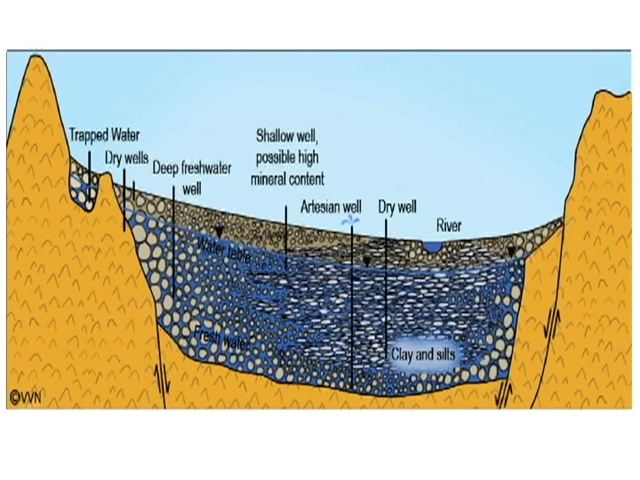 Trapped Water
Dry wells
Deep freshwater
well
Shallow well,
possible high
mineral content
Artesian well
Dry well
River
Water table
Fresh water
Clay and silts
©VVN